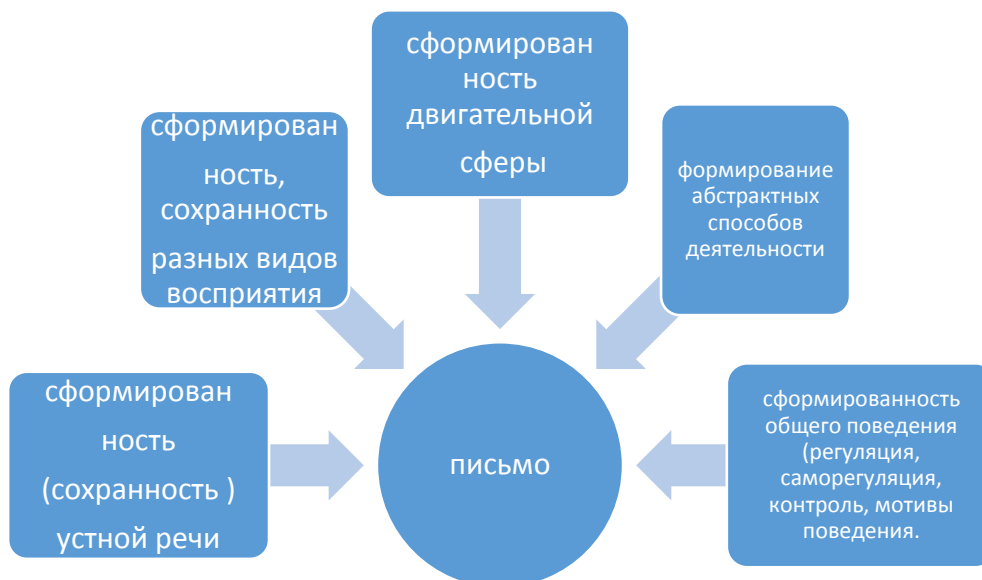 сформирован
ность
(сохранность )
устной речи
сформирован
ность,
сохранность
разных видов
восприятия
сформирован
ность
двигательной
сферы
формирование
абстрактных
способов
деятельности
сформированность
общего поведения
(регуляция,
саморегуляция,
контроль, мотивы
поведения.
письмо